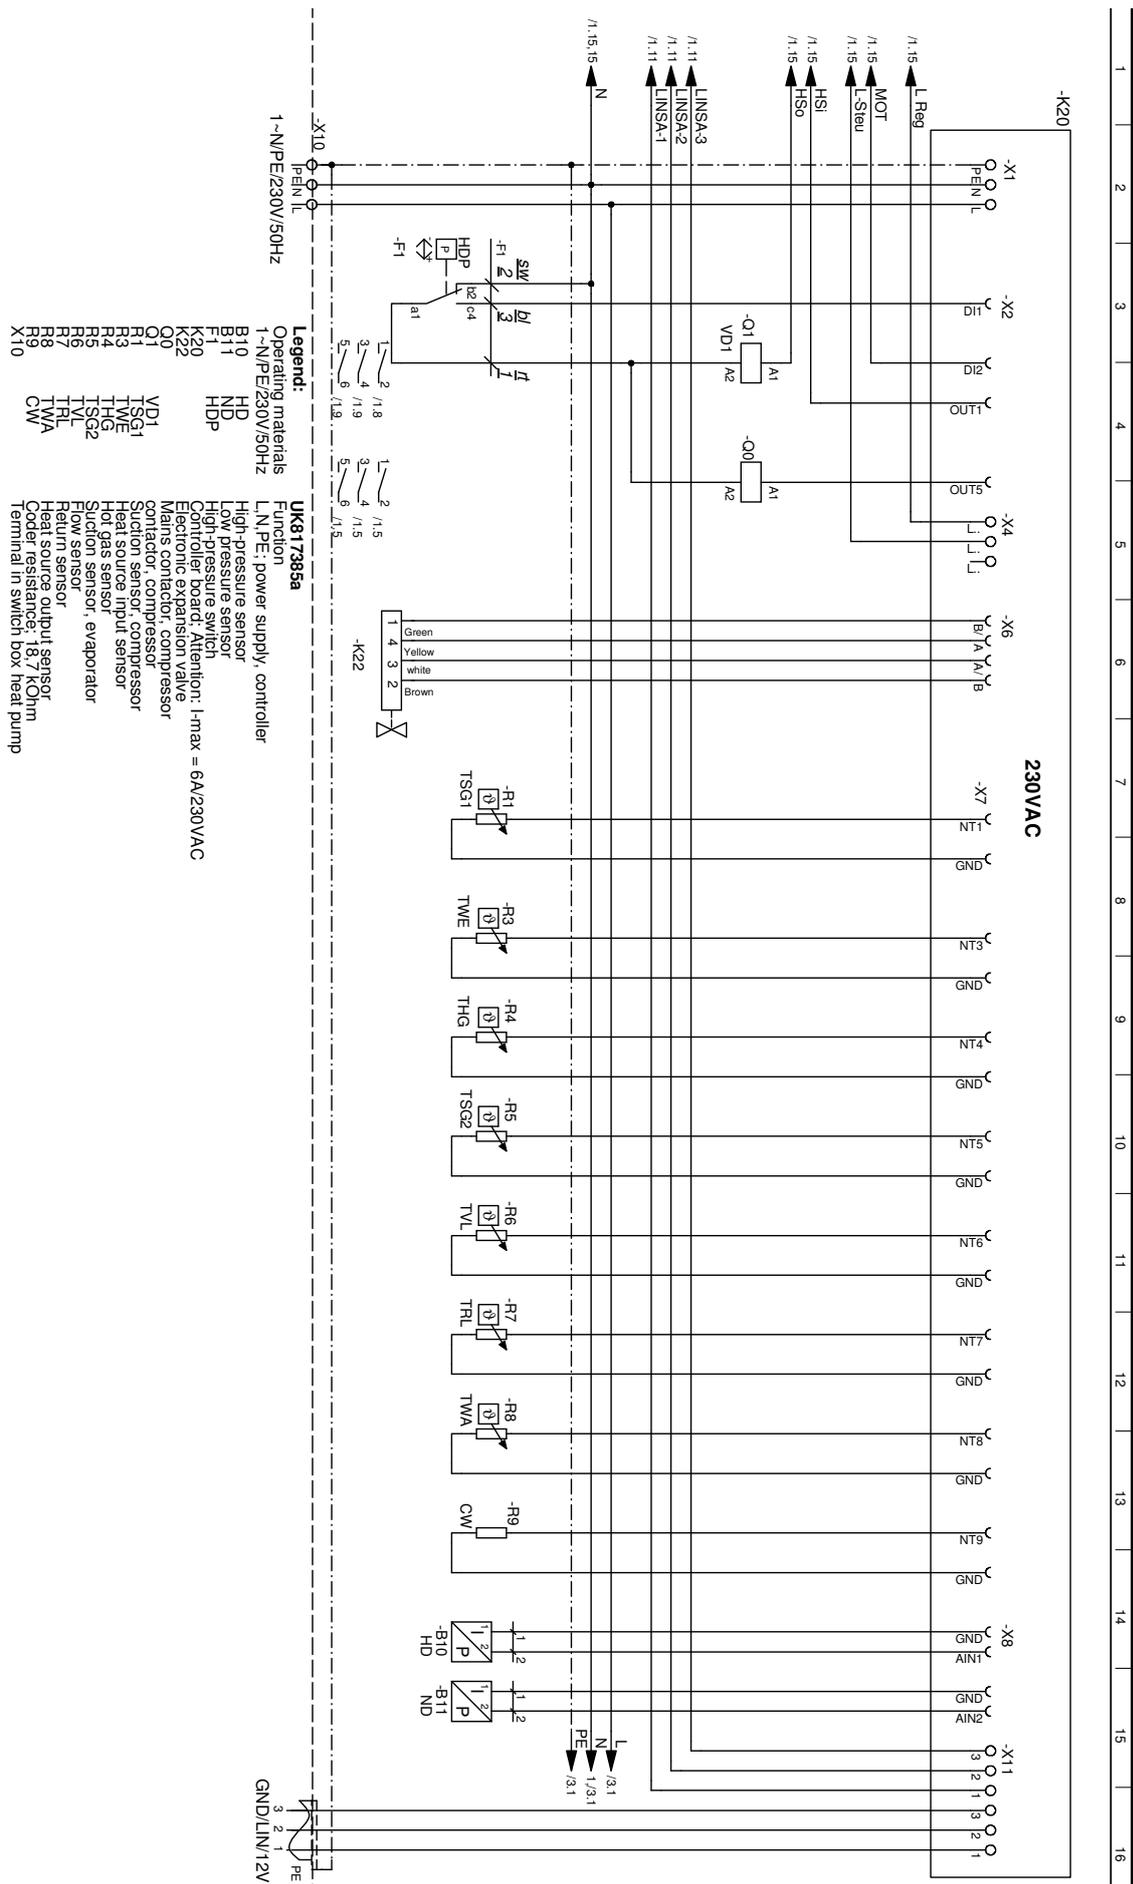 1
2
3
4
5
6
7
8
9
10
11
12
13
14
15
16
-K20
230VAC
-X1
PE N L
-X2
DI1
DI2
OUT1
OUT5
-X4
L L L
-X6
B/ A A/ B
-X7
NT1
GND
NT3
GND
NT4
GND
NT5
GND
NT6
GND
NT7
GND
NT8
GND
NT9
GND
-X8
GND
AIN1
GND
AIN2
-X11
3 2 1 3 2 1
/1.15 L Reg
/1.15 MOT
/1.15 L-Steu
/1.15 HSi
/1.15 HSo
/1.11 LINSA-3
/1.11 LINSA-2
/1.11 LINSA-1
/1.15,15 N
-Q1
VD1
A1
A2
-Q0
A1
A2
-F1
sw
2
bl
3
rt
1
HDP
P
-F1
b2
c4
a1
1 2 /1.8
3 4 /1.9
5 6 /1.9
1 2 /1.5
3 4 /1.5
5 6 /1.5
1 4 3 2
Green
Yellow
white
Brown
-K22
-R1
ϑ
TSG1
-R3
ϑ
TWE
-R4
ϑ
THG
-R5
ϑ
TSG2
-R6
ϑ
TVL
-R7
ϑ
TRL
-R8
ϑ
TWA
-R9
CW
1 2
1 2
I P
-B10
HD
1 2
1 2
I P
-B11
ND
L /3.1
N 1,/3.1
PE /3.1
-X10
PE N L
1~N/PE/230V/50Hz
3 2 1 PE
GND/LIN/12V
Legend: UK817385a
Operating materials Function
1~N/PE/230V/50Hz L,N,PE; power supply, controller
B10 HD High-pressure sensor
B11 ND Low pressure sensor
F1 HDP High-pressure switch
K20 Controller board; Attention: I-max = 6A/230VAC
K22 Electronic expansion valve
Q0 Mains contactor, compressor
Q1 VD1 contactor, compressor
R1 TSG1 Suction sensor, compressor
R3 TWE Heat source input sensor
R4 THG Hot gas sensor
R5 TSG2 Suction sensor, evaporator
R6 TVL Flow sensor
R7 TRL Return sensor
R8 TWA Heat source output sensor
R9 CW Coder resistance; 18,7 kOhm
X10 Terminal in switch box heat pump